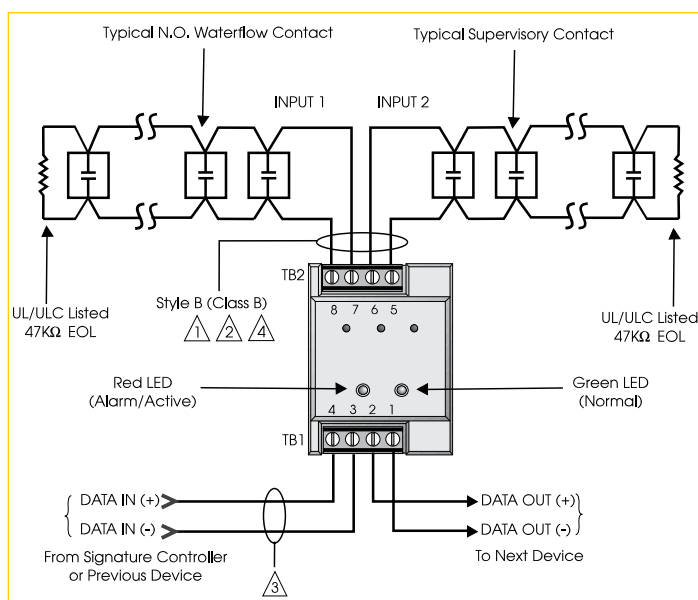 Typical N.O. Waterflow Contact
Typical Supervisory Contact
INPUT 1
INPUT 2
TB2
8 7 6 5
Style B (Class B)
1 2 4
UL/ULC Listed
47KΩ EOL
UL/ULC Listed
47KΩ EOL
Red LED
(Alarm/Active)
Green LED
(Normal)
4 3 2 1
TB1
DATA IN (+)
DATA IN (-)
DATA OUT (+)
DATA OUT (-)
From Signature Controller
or Previous Device
3
To Next Device